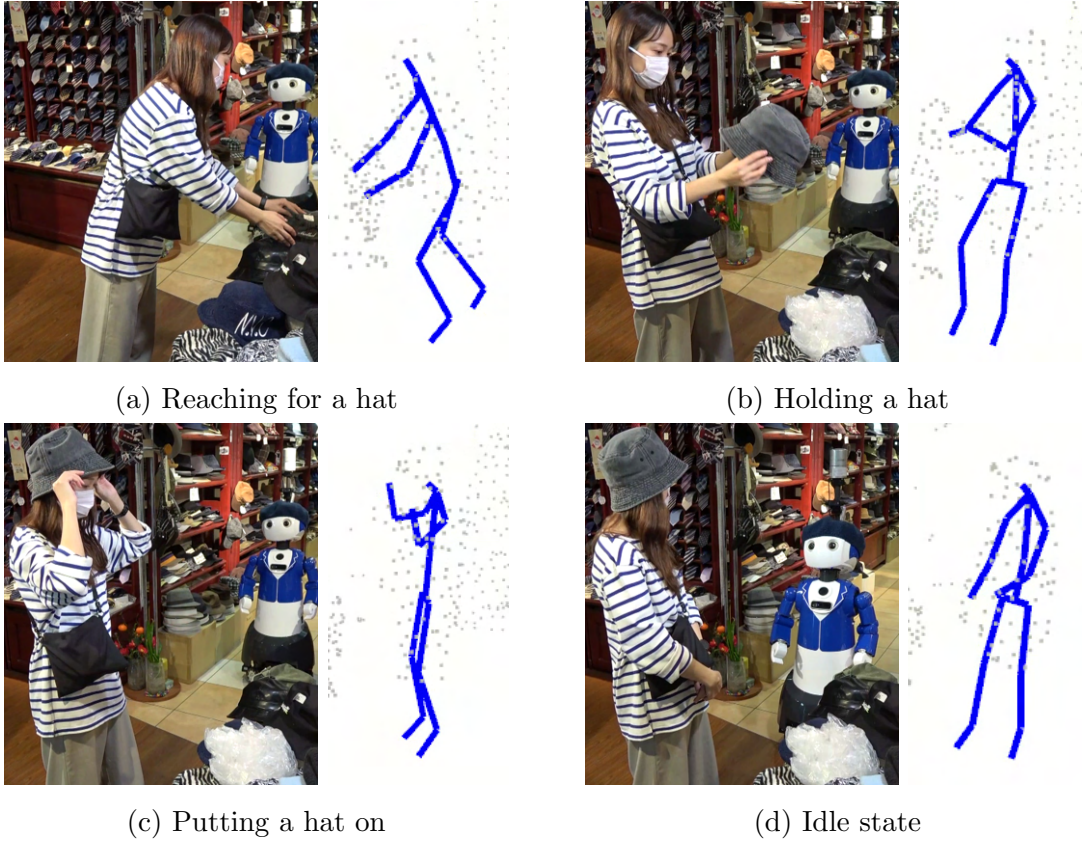 N.Y.C
(a) Reaching for a hat
(b) Holding a hat
(c) Putting a hat on
(d) Idle state